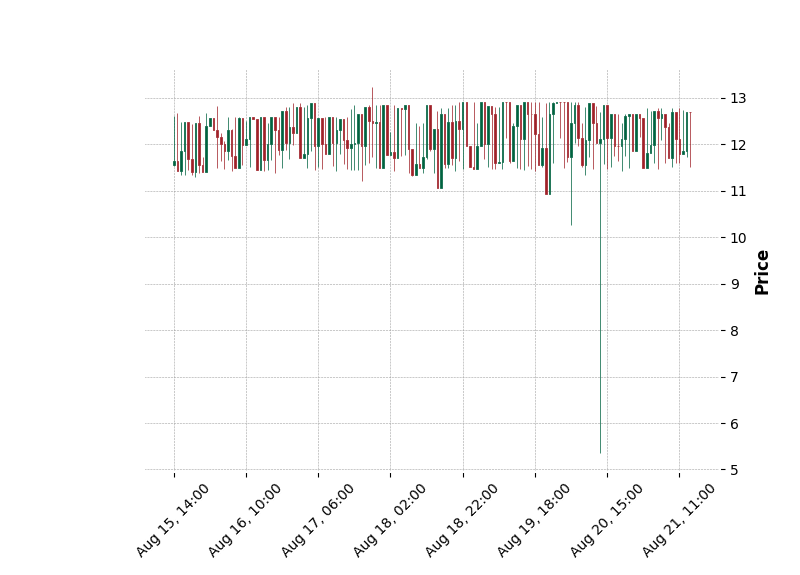 13
12
11
10
9
8
7
6
5
Price
Aug 15, 14:00
Aug 16, 10:00
Aug 17, 06:00
Aug 18, 02:00
Aug 18, 22:00
Aug 19, 18:00
Aug 20, 15:00
Aug 21, 11:00